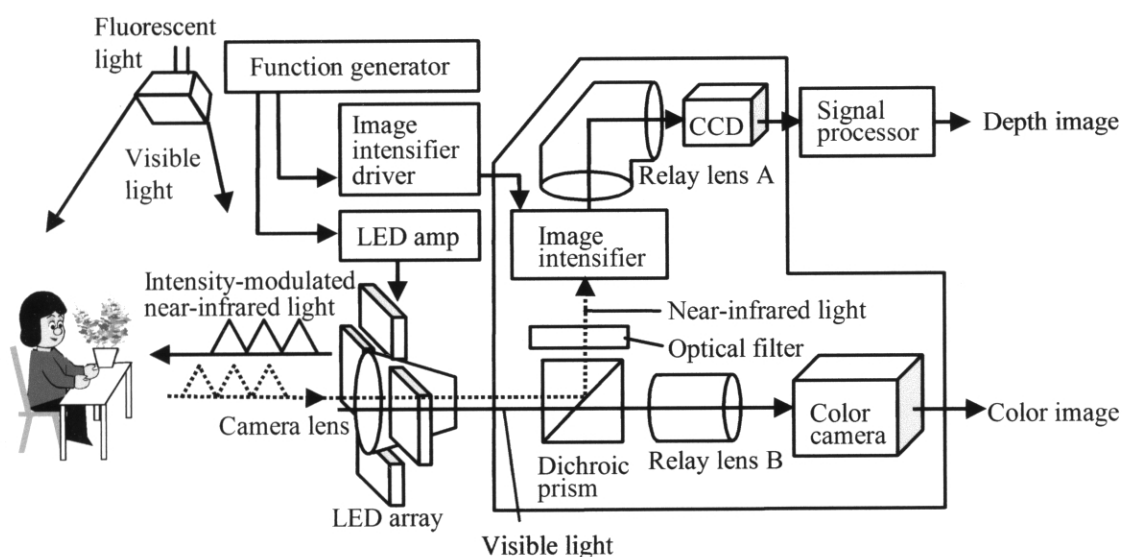 Fluorescent
light
Function generator
Visible
light
Image
intensifier
driver
LED amp
CCD
Relay lens A
Signal
processor
Depth image
Image
intensifier
Intensity-modulated
near-infrared light
Near-infrared light
Optical filter
Camera lens
Color
camera
Color image
Dichroic
prism
Relay lens B
LED array
Visible light